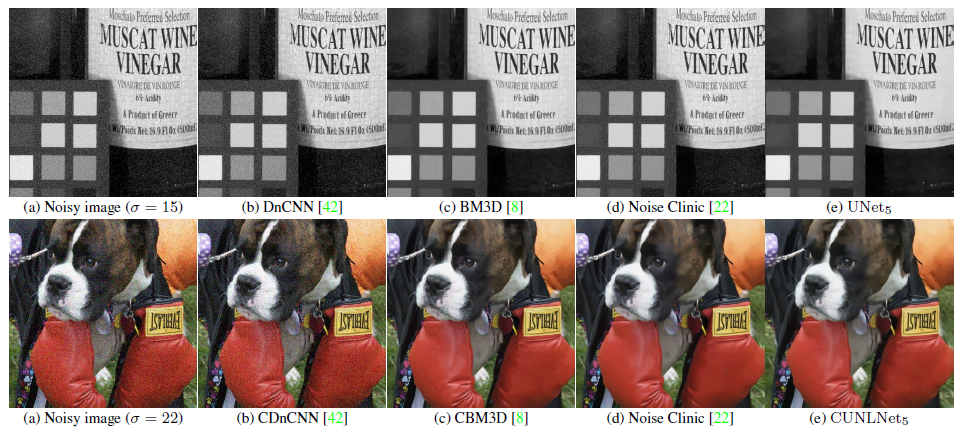 Moschato Preferred Selection Moschato Preferred Selection Moschato Preferred Selection Moschato Preferred Selection Moschato Preferred Selection
MUSCAT WINE MUSCAT WINE MUSCAT WINE MUSCAT WINE MUSCAT WINE
VINEGAR VINEGAR VINEGAR VINEGAR VINEGAR
VINAIGRE DE VIN ROUGE VINAIGRE DE VIN ROUGE VINAIGRE DE VIN ROUGE VINAIGRE DE VIN ROUGE VINAIGRE DE VIN ROUGE
6% Acidity 6% Acidity 6% Acidity 6% Acidity 6% Acidity
A Product of Greece A Product of Greece A Product of Greece A Product of Greece A Product of Greece
Wt/Poids Net: 16.9 Fl Oz (500ml Wt/Poids Net: 16.9 Fl Oz (500ml Wt/Poids Net: 16.9 Fl Oz (500ml Wt/Poids Net: 16.9 Fl Oz (500ml Wt/Poids Net: 16.9 Fl Oz (500ml
(a) Noisy image (σ = 15) (b) DnCNN [42] (c) BM3D [8] (d) Noise Clinic [22] (e) UNet₅
EVERLAST EVERLAST EVERLAST EVERLAST EVERLAST
(a) Noisy image (σ = 22) (b) CDnCNN [42] (c) CBM3D [8] (d) Noise Clinic [22] (e) CUNLNet₅